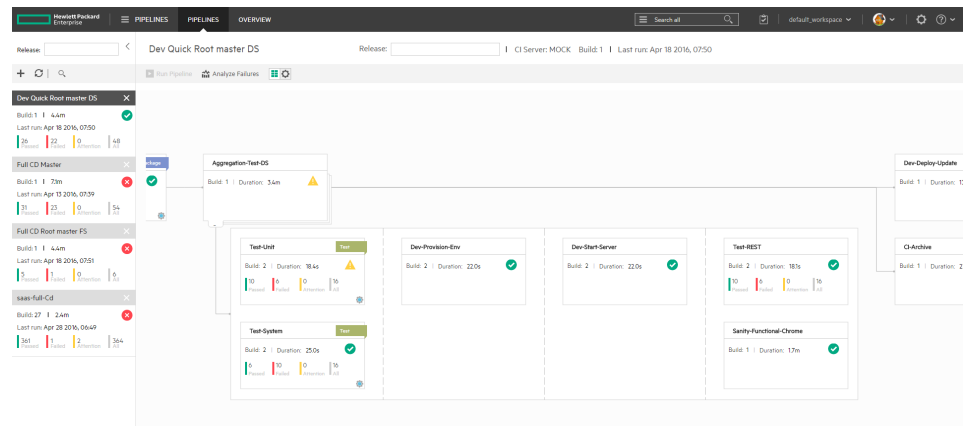 Hewlett Packard
Enterprise
PIPELINES
PIPELINES
OVERVIEW
Search all
default_workspace
Release:
Dev Quick Root master DS
Release:
CI Server: MOCK Build: 1 | Last run: Apr 18 2016, 07:50
Run Pipeline
Analyze Failures
Dev Quick Root master DS
Build: 1 | 4.4m
Last run: Apr 18 2016, 07:50
26 22 0 48
Passed Failed Attention All
Full CD Master
Build: 1 | 7.1m
Last run: Apr 13 2016, 07:39
31 23 0 54
Passed Failed Attention All
Full CD Root master FS
Build: 1 | 4.4m
Last run: Apr 18 2016, 07:51
5 1 0 6
Passed Failed Attention All
saas-full-Cd
Build: 27 | 2.4m
Last run: Apr 28 2016, 06:49
361 1 2 364
Passed Failed Attention All
Aggregation-Test-DS
Build: 1 | Duration: 3.4m
Dev-Deploy-Update
Build: 1 | Duration:
Test-Unit
Test
Build: 2 | Duration: 18.4s
10 6 0 16
Passed Failed Attention All
Dev-Provision-Env
Build: 2 | Duration: 22.0s
Dev-Start-Server
Build: 2 | Duration: 22.0s
Test-REST
Build: 2 | Duration: 18.1s
10 6 0 16
Passed Failed Attention All
CI-Archive
Build: 1 | Duration: 2
Test-System
Test
Build: 2 | Duration: 25.0s
6 10 0 16
Passed Failed Attention All
Sanity-Functional-Chrome
Build: 1 | Duration: 1.7m